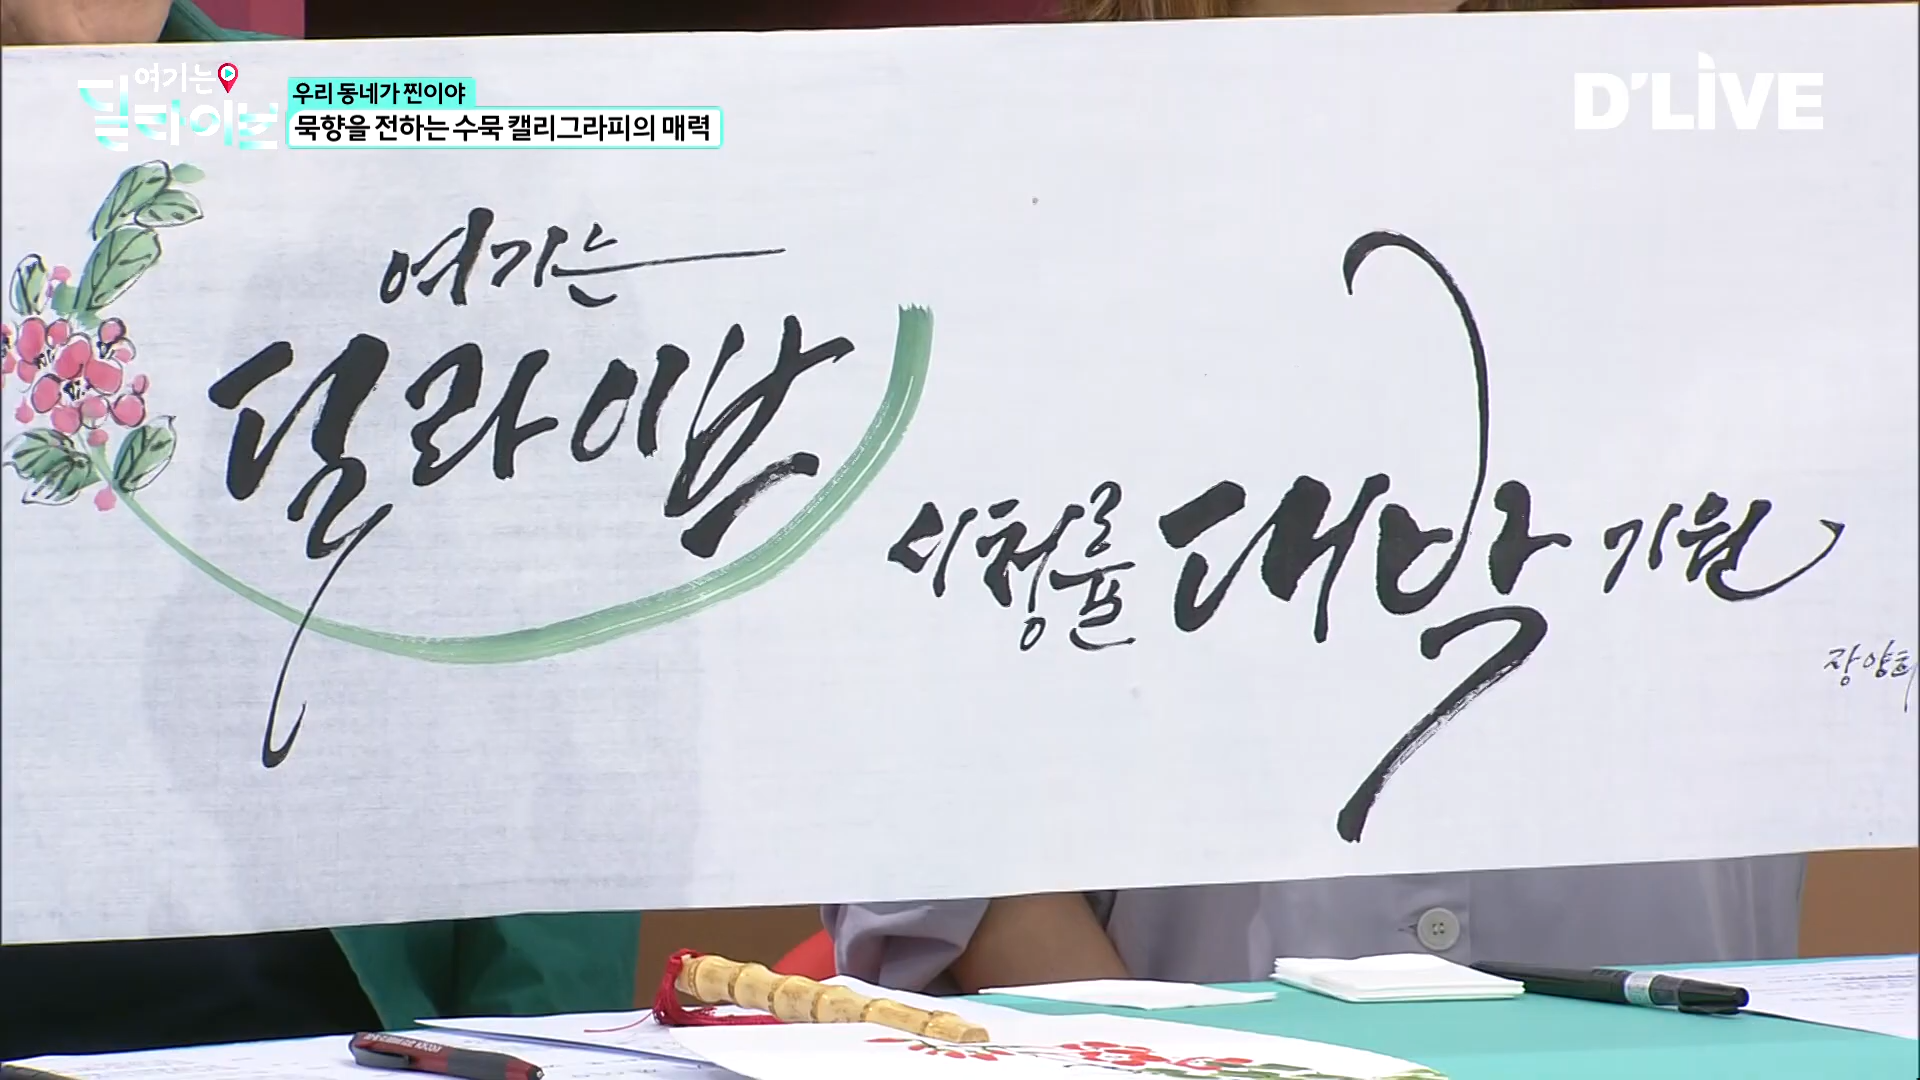 여기는
딜라이브
우리 동네가 찐이야
묵향을 전하는 수묵 캘리그라피의 매력
D'LIVE
여기는
딜라이브
시청률 대박 기원
장양희